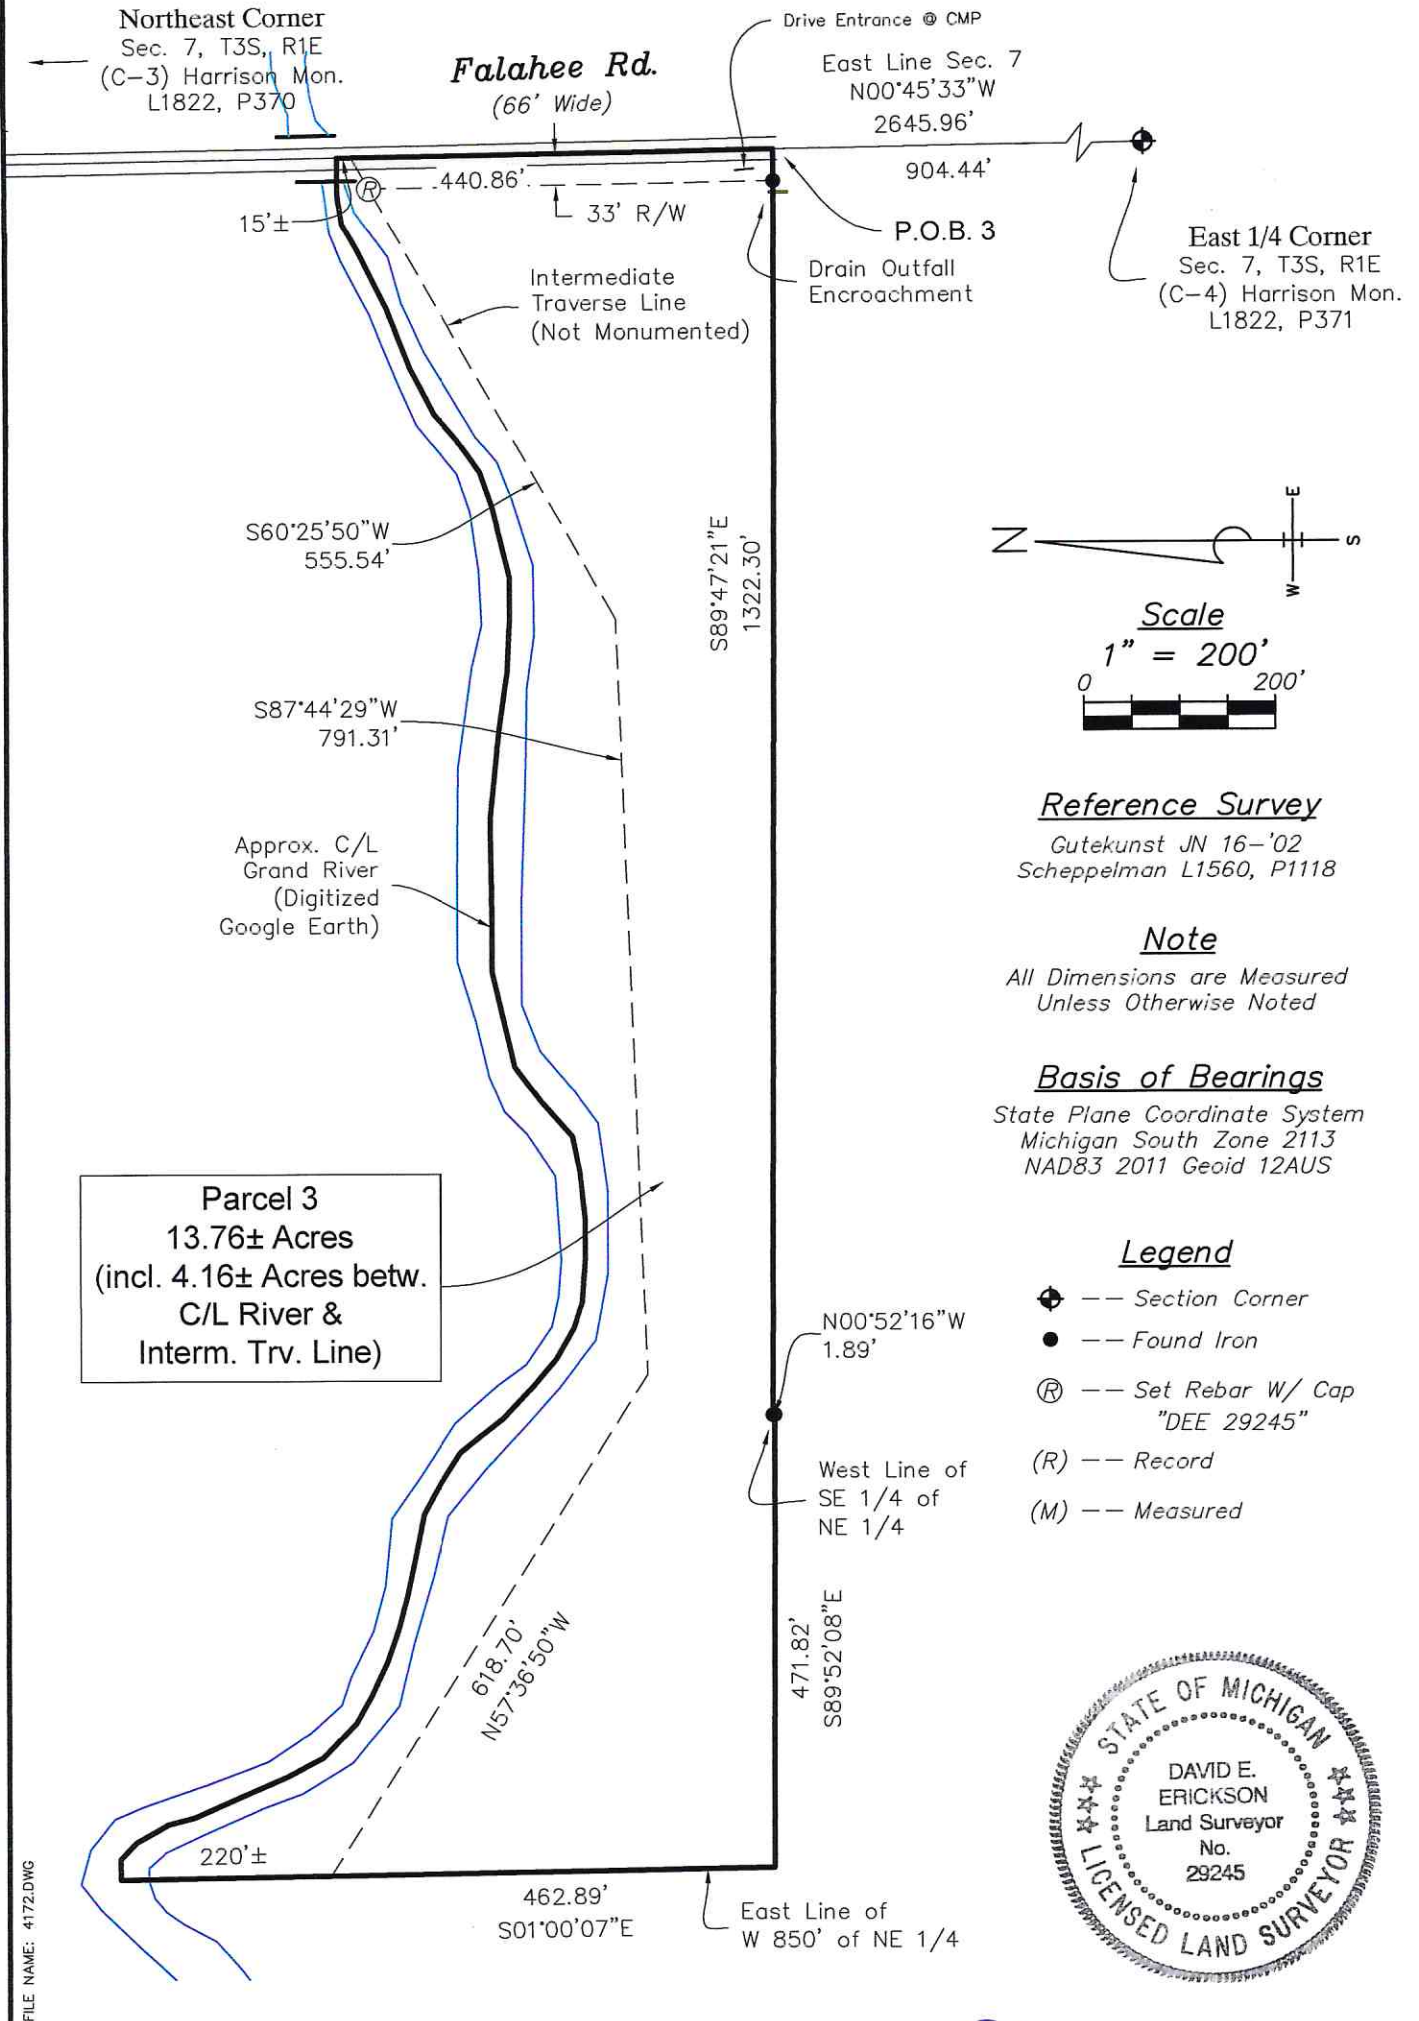 Northeast Corner
Sec. 7, T3S, R1E
(C-3) Harrison Mon.
L1822, P370
Falahee Rd.
(66' Wide)
Drive Entrance @ CMP
East Line Sec. 7
N00°45'33"W
2645.96'
904.44'
440.86'
33' R/W
15'±
P.O.B. 3
Drain Outfall
Encroachment
East 1/4 Corner
Sec. 7, T3S, R1E
(C-4) Harrison Mon.
L1822, P371
Intermediate
Traverse Line
(Not Monumented)
S60°25'50"W
555.54'
S89°47'21"E
1322.30'
N
E
S
W
Scale
1" = 200'
0 200'
S87°44'29"W
791.31'
Reference Survey
Gutekunst JN 16-'02
Scheppelman L1560, P1118
Approx. C/L
Grand River
(Digitized
Google Earth)
Note
All Dimensions are Measured
Unless Otherwise Noted
Basis of Bearings
State Plane Coordinate System
Michigan South Zone 2113
NAD83 2011 Geoid 12AUS
Parcel 3
13.76± Acres
(incl. 4.16± Acres betw.
C/L River &
Interm. Trv. Line)
Legend
-- Section Corner
-- Found Iron
R -- Set Rebar W/ Cap
"DEE 29245"
(R) -- Record
(M) -- Measured
N00°52'16"W
1.89'
West Line of
SE 1/4 of
NE 1/4
618.70'
N57°36'50"W
471.82'
S89°52'08"E
STATE OF MICHIGAN
DAVID E.
ERICKSON
Land Surveyor
No.
29245
LICENSED LAND SURVEYOR
220'±
462.89'
S01°00'07"E
East Line of
W 850' of NE 1/4
FILE NAME: 4172.DWG
R